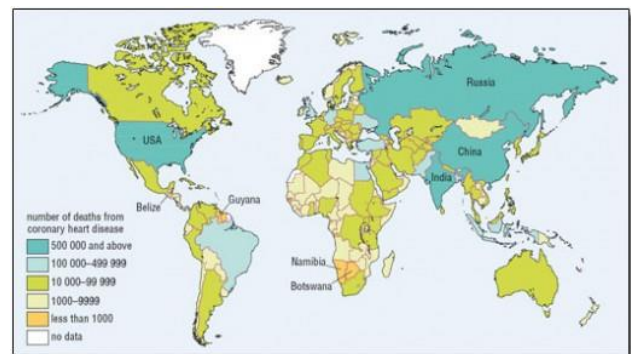 Russia
USA
China
India
Guyana
Belize
number of deaths from
coronary heart disease
500 000 and above
100 000–499 999
10 000–99 999
1000–9999
less than 1000
no data
Namibia
Botswana